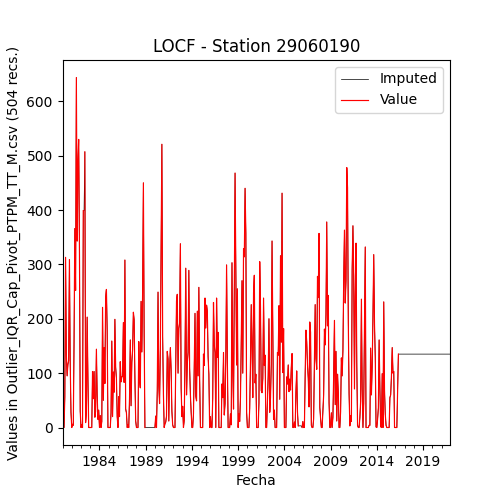 LOCF - Station 29060190
Imputed
Value
Values in Outlier_IQR_Cap_Pivot_PTPM_TT_M.csv (504 recs.)
600
500
400
300
200
100
0
1984 1989 1994 1999 2004 2009 2014 2019
Fecha